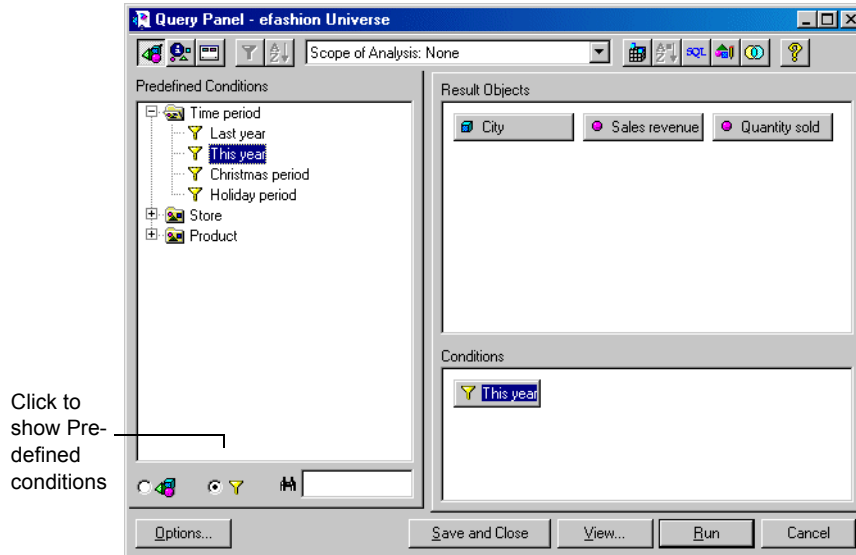 Query Panel - efashion Universe
Scope of Analysis: None
SQL
Predefined Conditions
Time period
Last year
This year
Christmas period
Holiday period
Store
Product
Result Objects
City
Sales revenue
Quantity sold
Conditions
This year
Click to
show Pre-
defined
conditions
Options...
Save and Close
View...
Run
Cancel